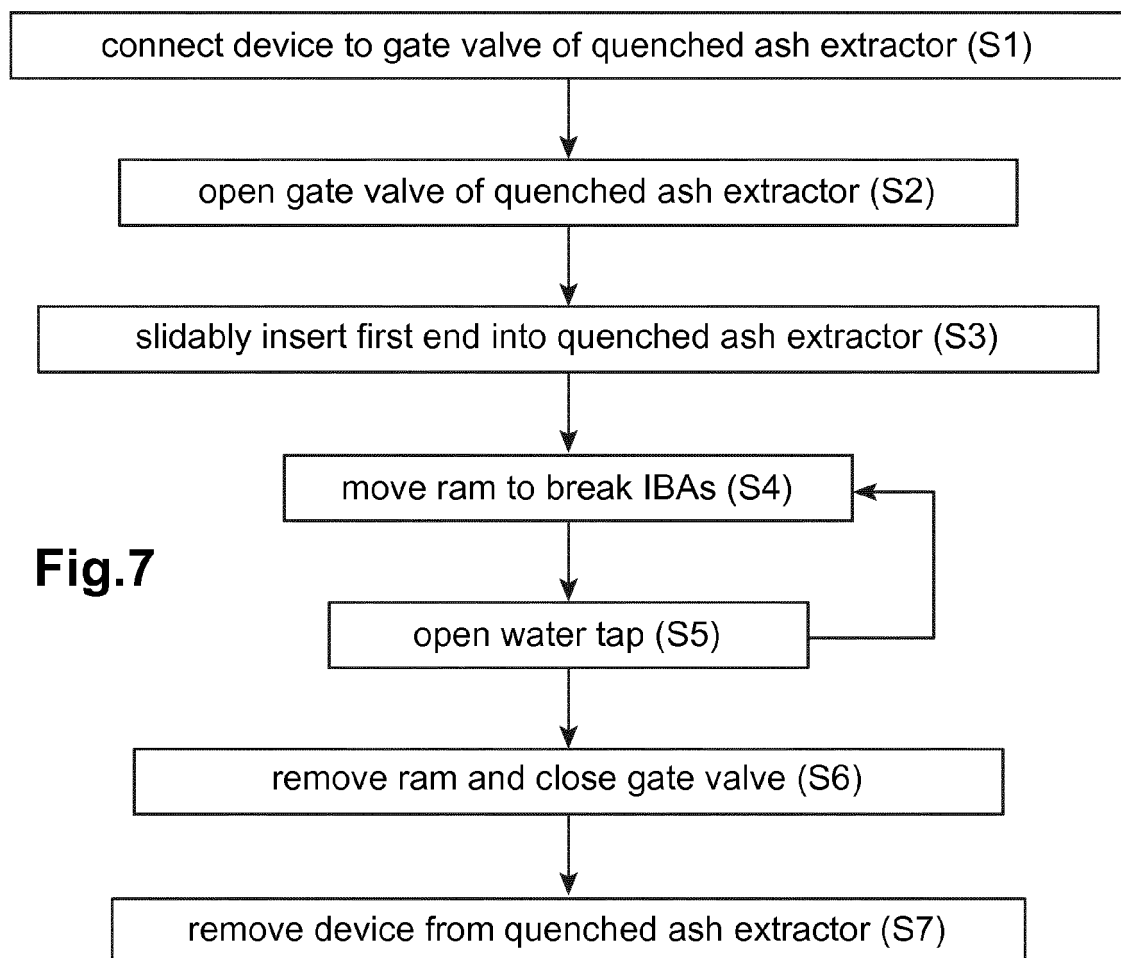 connect device to gate valve of quenched ash extractor (S1)
open gate valve of quenched ash extractor (S2)
slidably insert first end into quenched ash extractor (S3)
move ram to break IBAs (S4)
Fig.7
open water tap (S5)
remove ram and close gate valve (S6)
remove device from quenched ash extractor (S7)